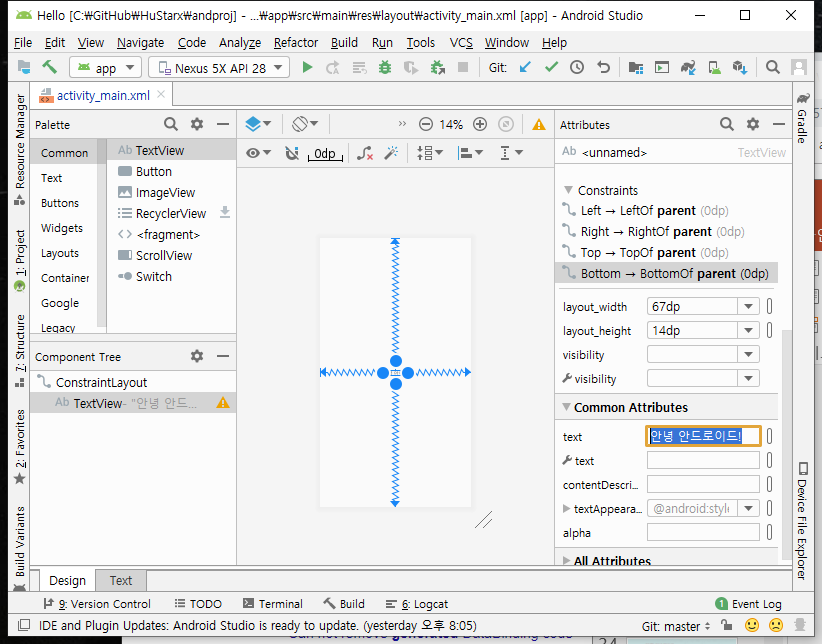 Hello [C:₩GitHub₩HuStarx₩andproj] - ...₩app₩src₩main₩res₩layout₩activity_main.xml [app] - Android Studio
File Edit View Navigate Code Analyze Refactor Build Run Tools VCS Window Help
app Nexus 5X API 28 Git:
activity_main.xml
Resource Manager
1: Project
7: Structure
2: Favorites
Build Variants
Palette
Common
Text
Buttons
Widgets
Layouts
Container
Google
Legacy
Ab TextView
Button
ImageView
RecyclerView
<fragment>
ScrollView
Switch
Component Tree
ConstraintLayout
Ab TextView- "안녕 안드...
14%
0dp
Attributes
Ab <unnamed> TextView
Constraints
Left → LeftOf parent (0dp)
Right → RightOf parent (0dp)
Top → TopOf parent (0dp)
Bottom → BottomOf parent (0dp)
layout_width 67dp
layout_height 14dp
visibility
visibility
Common Attributes
text 안녕 안드로이드!
text
contentDescri...
textAppeara... @android:style
alpha
All Attributes
Gradle
Device File Explorer
Design Text
9: Version Control TODO Terminal Build 6: Logcat 1 Event Log
IDE and Plugin Updates: Android Studio is ready to update. (yesterday 오후 8:05) Git: master